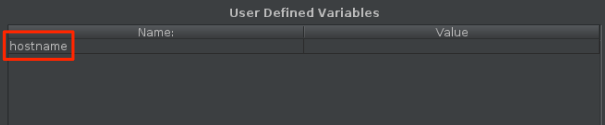 User Defined Variables
Name: Value
hostname